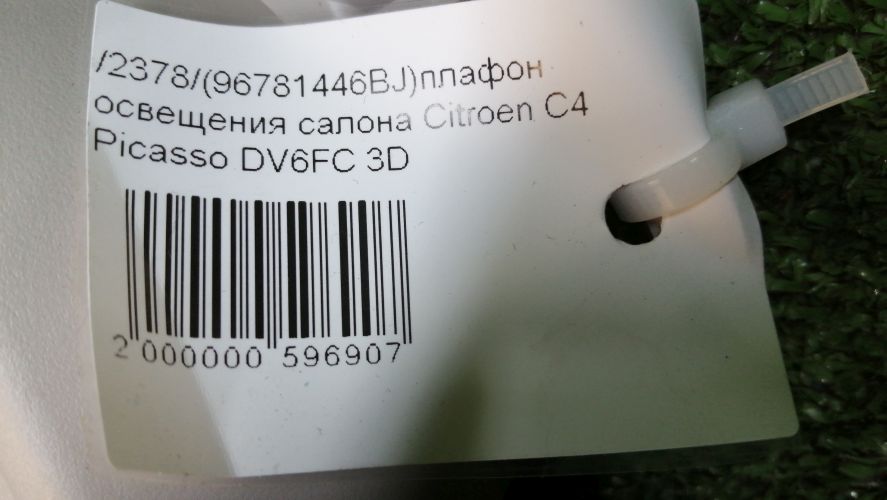 /2378/(96781446BJ)плафон
освещения салона Citroen C4
Picasso DV6FC 3D
2 000000 596907